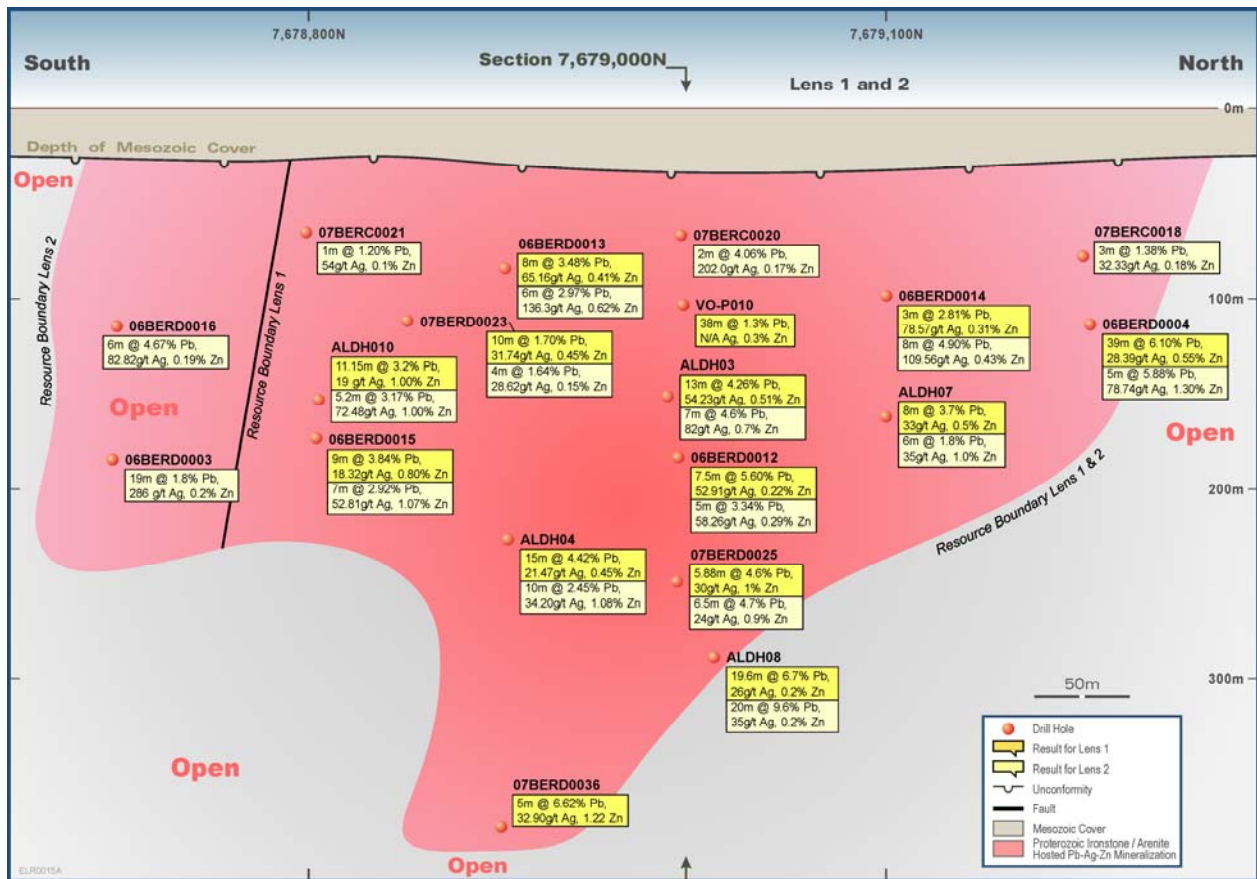 7,678,800N
7,679,100N
South
Section 7,679,000N
North
Lens 1 and 2
0m
Depth of Mesozoic Cover
Open
Resource Boundary Lens 2
Resource Boundary Lens 1
07BERC0021
1m @ 1.20% Pb,
54g/t Ag, 0.1% Zn
06BERD0013
8m @ 3.48% Pb,
65.16g/t Ag, 0.41% Zn
6m @ 2.97% Pb,
136.3g/t Ag, 0.62% Zn
07BERC0020
2m @ 4.06% Pb,
202.0g/t Ag, 0.17% Zn
07BERC0018
3m @ 1.38% Pb,
32.33g/t Ag, 0.18% Zn
100m
06BERD0016
6m @ 4.67% Pb,
82.82g/t Ag, 0.19% Zn
07BERD0023
10m @ 1.70% Pb,
31.74g/t Ag, 0.45% Zn
4m @ 1.64% Pb,
28.62g/t Ag, 0.15% Zn
VO-P010
38m @ 1.3% Pb,
N/A Ag, 0.3% Zn
06BERD0014
3m @ 2.81% Pb,
78.57g/t Ag, 0.31% Zn
8m @ 4.90% Pb,
109.56g/t Ag, 0.43% Zn
06BERD0004
39m @ 6.10% Pb,
28.39g/t Ag, 0.55% Zn
5m @ 5.88% Pb,
78.74g/t Ag, 1.30% Zn
ALDH010
11.15m @ 3.2% Pb,
19 g/t Ag, 1.00% Zn
5.2m @ 3.17% Pb,
72.48g/t Ag, 1.00% Zn
ALDH03
13m @ 4.26% Pb,
54.23g/t Ag, 0.51% Zn
7m @ 4.6% Pb,
82g/t Ag, 0.7% Zn
ALDH07
8m @ 3.7% Pb,
33g/t Ag, 0.5% Zn
6m @ 1.8% Pb,
35g/t Ag, 1.0% Zn
Open
Open
06BERD0003
19m @ 1.8% Pb,
286 g/t Ag, 0.2% Zn
06BERD0015
9m @ 3.84% Pb,
18.32g/t Ag, 0.80% Zn
7m @ 2.92% Pb,
52.81g/t Ag, 1.07% Zn
06BERD0012
7.5m @ 5.60% Pb,
52.91g/t Ag, 0.22% Zn
5m @ 3.34% Pb,
58.26g/t Ag, 0.29% Zn
Resource Boundary Lens 1 & 2
200m
ALDH04
15m @ 4.42% Pb,
21.47g/t Ag, 0.45% Zn
10m @ 2.45% Pb,
34.20g/t Ag, 1.08% Zn
07BERD0025
5.88m @ 4.6% Pb,
30g/t Ag, 1% Zn
6.5m @ 4.7% Pb,
24g/t Ag, 0.9% Zn
ALDH08
19.6m @ 6.7% Pb,
26g/t Ag, 0.2% Zn
20m @ 9.6% Pb,
35g/t Ag, 0.2% Zn
300m
50m
Open
07BERD0036
5m @ 6.62% Pb,
32.90g/t Ag, 1.22 Zn
Open
Drill Hole
Result for Lens 1
Result for Lens 2
Unconformity
Fault
Mesozoic Cover
Proterozoic Ironstone / Arenite
Hosted Pb-Ag-Zn Mineralization
ELR0015A